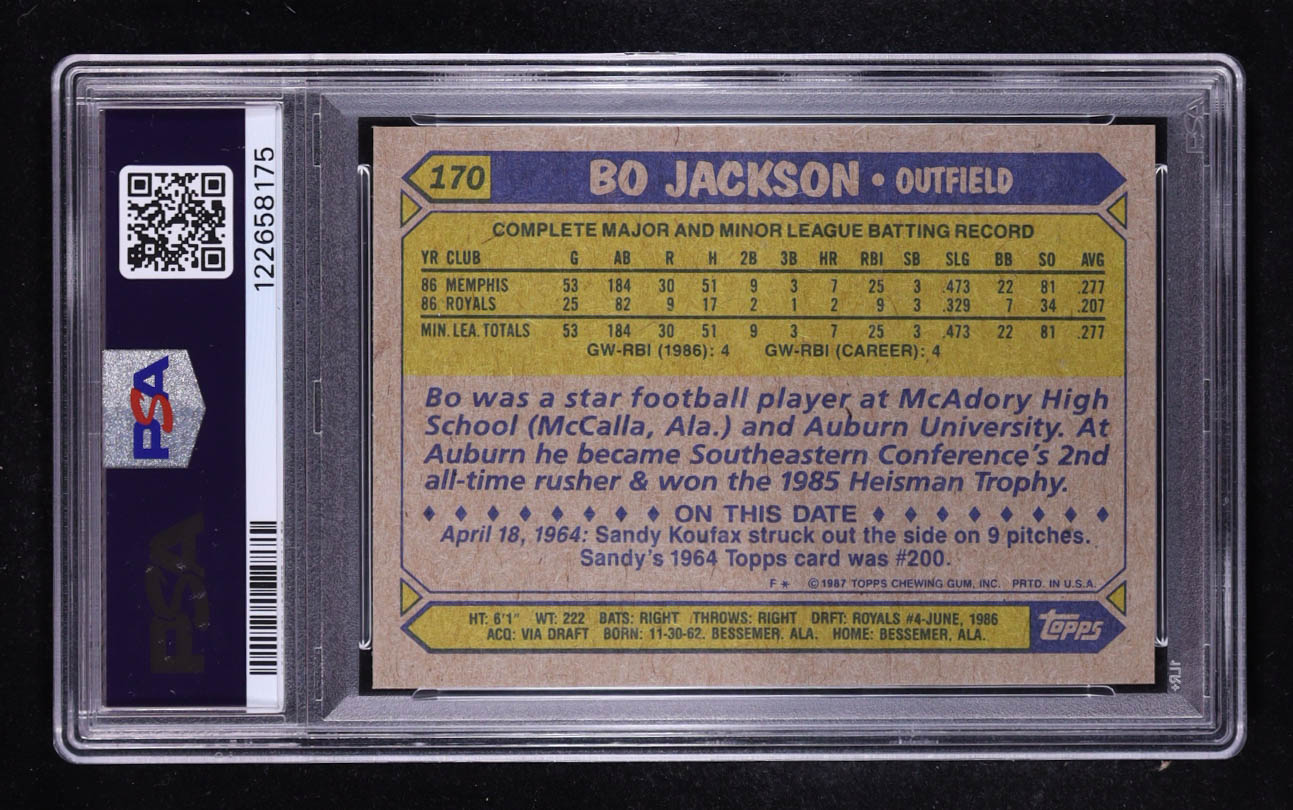 170 BO JACKSON • OUTFIELD
COMPLETE MAJOR AND MINOR LEAGUE BATTING RECORD
YR CLUB G AB R H 2B 3B HR RBI SB SLG BB SO AVG
86 MEMPHIS 53 184 30 51 9 3 7 25 3 .473 22 81 .277
86 ROYALS 25 82 9 17 2 1 2 9 3 .329 7 34 .207
MIN. LEA. TOTALS 53 184 30 51 9 3 7 25 3 .473 22 81 .277
GW-RBI (1986): 4 GW-RBI (CAREER): 4
Bo was a star football player at McAdory High
School (McCalla, Ala.) and Auburn University. At
Auburn he became Southeastern Conference's 2nd
all-time rusher & won the 1985 Heisman Trophy.
ON THIS DATE
April 18, 1964: Sandy Koufax struck out the side on 9 pitches.
Sandy's 1964 Topps card was #200.
F * © 1987 TOPPS CHEWING GUM, INC. PRTD. IN U.S.A.
HT: 6'1" WT: 222 BATS: RIGHT THROWS: RIGHT DRFT: ROYALS #4-JUNE, 1986
ACQ: VIA DRAFT BORN: 11-30-62, BESSEMER, ALA. HOME: BESSEMER, ALA.
topps
122658175
PSA
PSA
PSA
1LR+